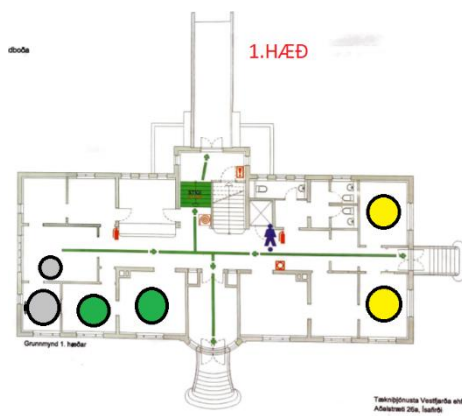 dboða
1.HÆÐ
Grunnmynd 1. hæðar
Tækniþjónusta Vestfjarða ehf
Aðalstræti 26a, Ísafirði